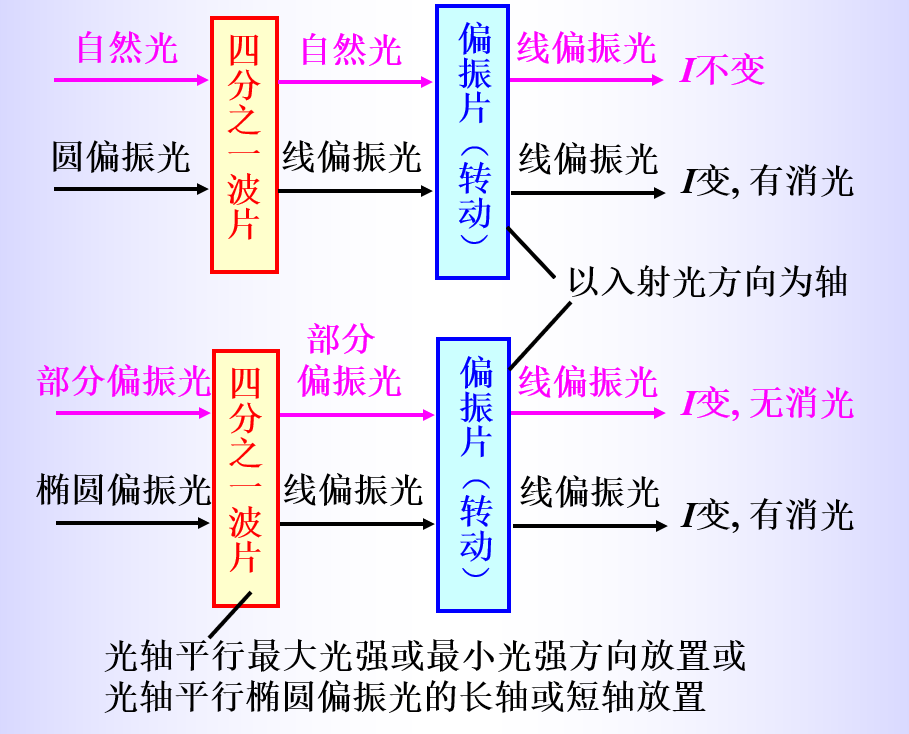 自然光
四分之一波片
自然光
偏振片（转动）
线偏振光
I不变
圆偏振光
线偏振光
线偏振光
I变, 有消光
以入射光方向为轴
部分偏振光
四分之一波片
部分
偏振光
偏振片（转动）
线偏振光
I变, 无消光
椭圆偏振光
线偏振光
线偏振光
I变, 有消光
光轴平行最大光强或最小光强方向放置或
光轴平行椭圆偏振光的长轴或短轴放置